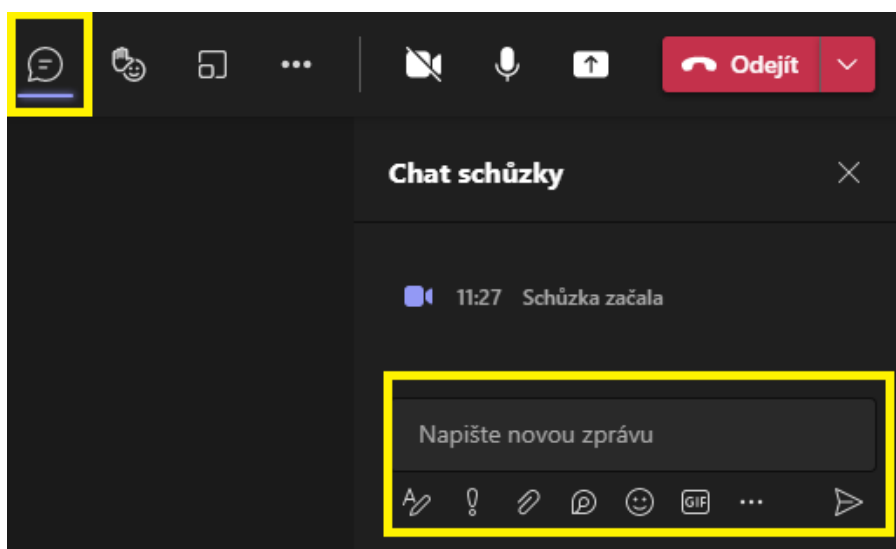 Odejít
Chat schůzky
11:27 Schůzka začala
Napište novou zprávu
GIF